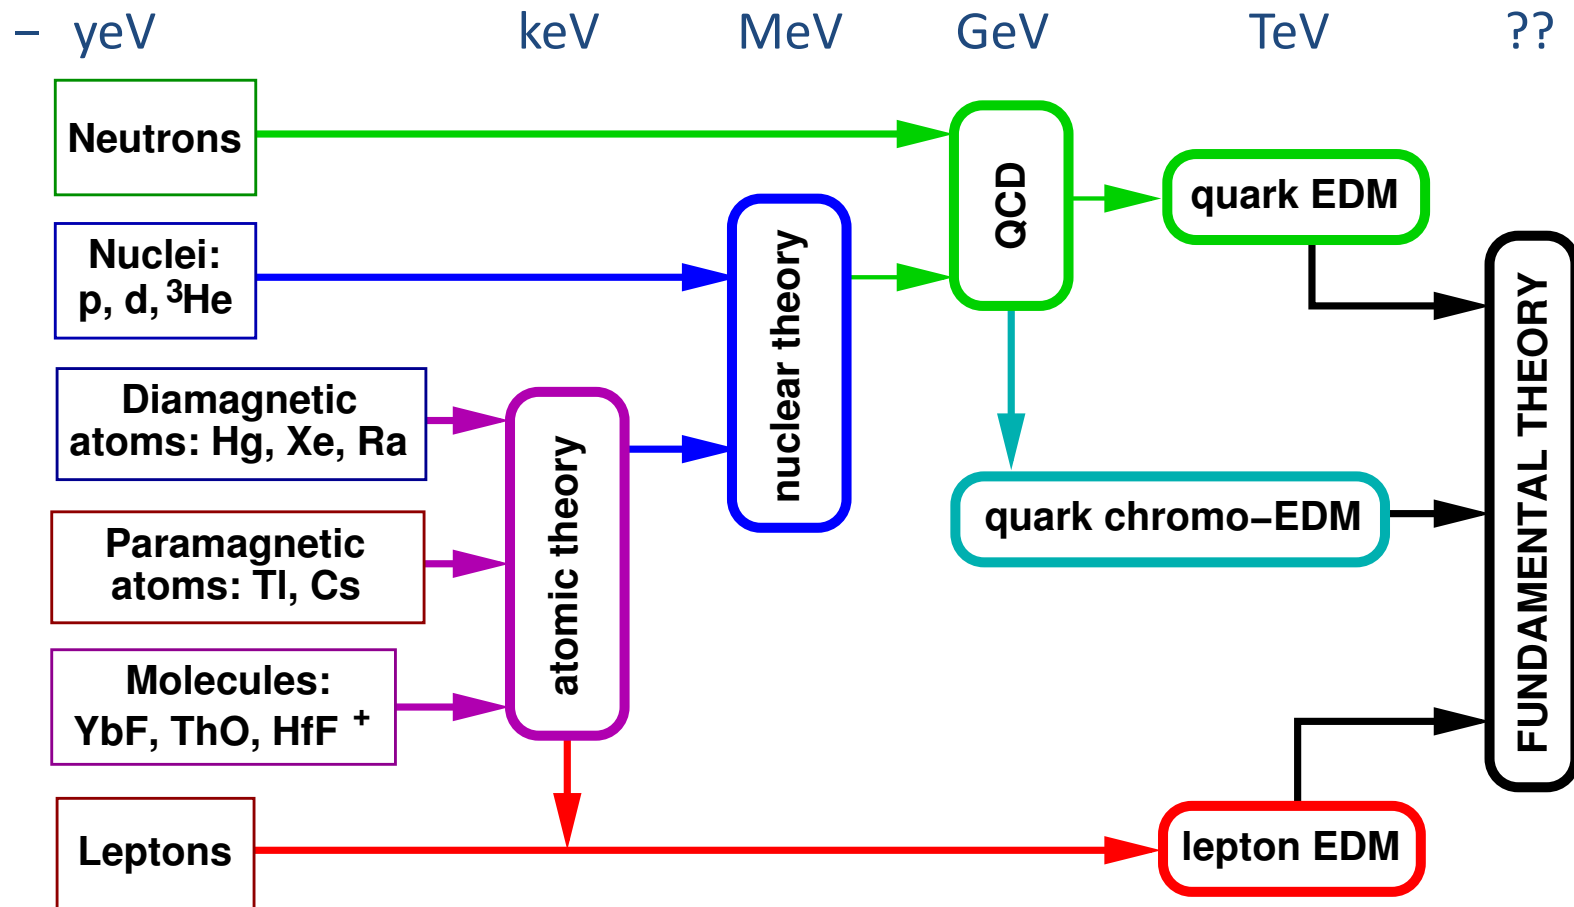 – yeV keV MeV GeV TeV ??
Neutrons
Nuclei:
p, d, ³He
Diamagnetic
atoms: Hg, Xe, Ra
Paramagnetic
atoms: Tl, Cs
Molecules:
YbF, ThO, HfF ⁺
Leptons
atomic theory
nuclear theory
QCD
quark EDM
quark chromo–EDM
lepton EDM
FUNDAMENTAL THEORY